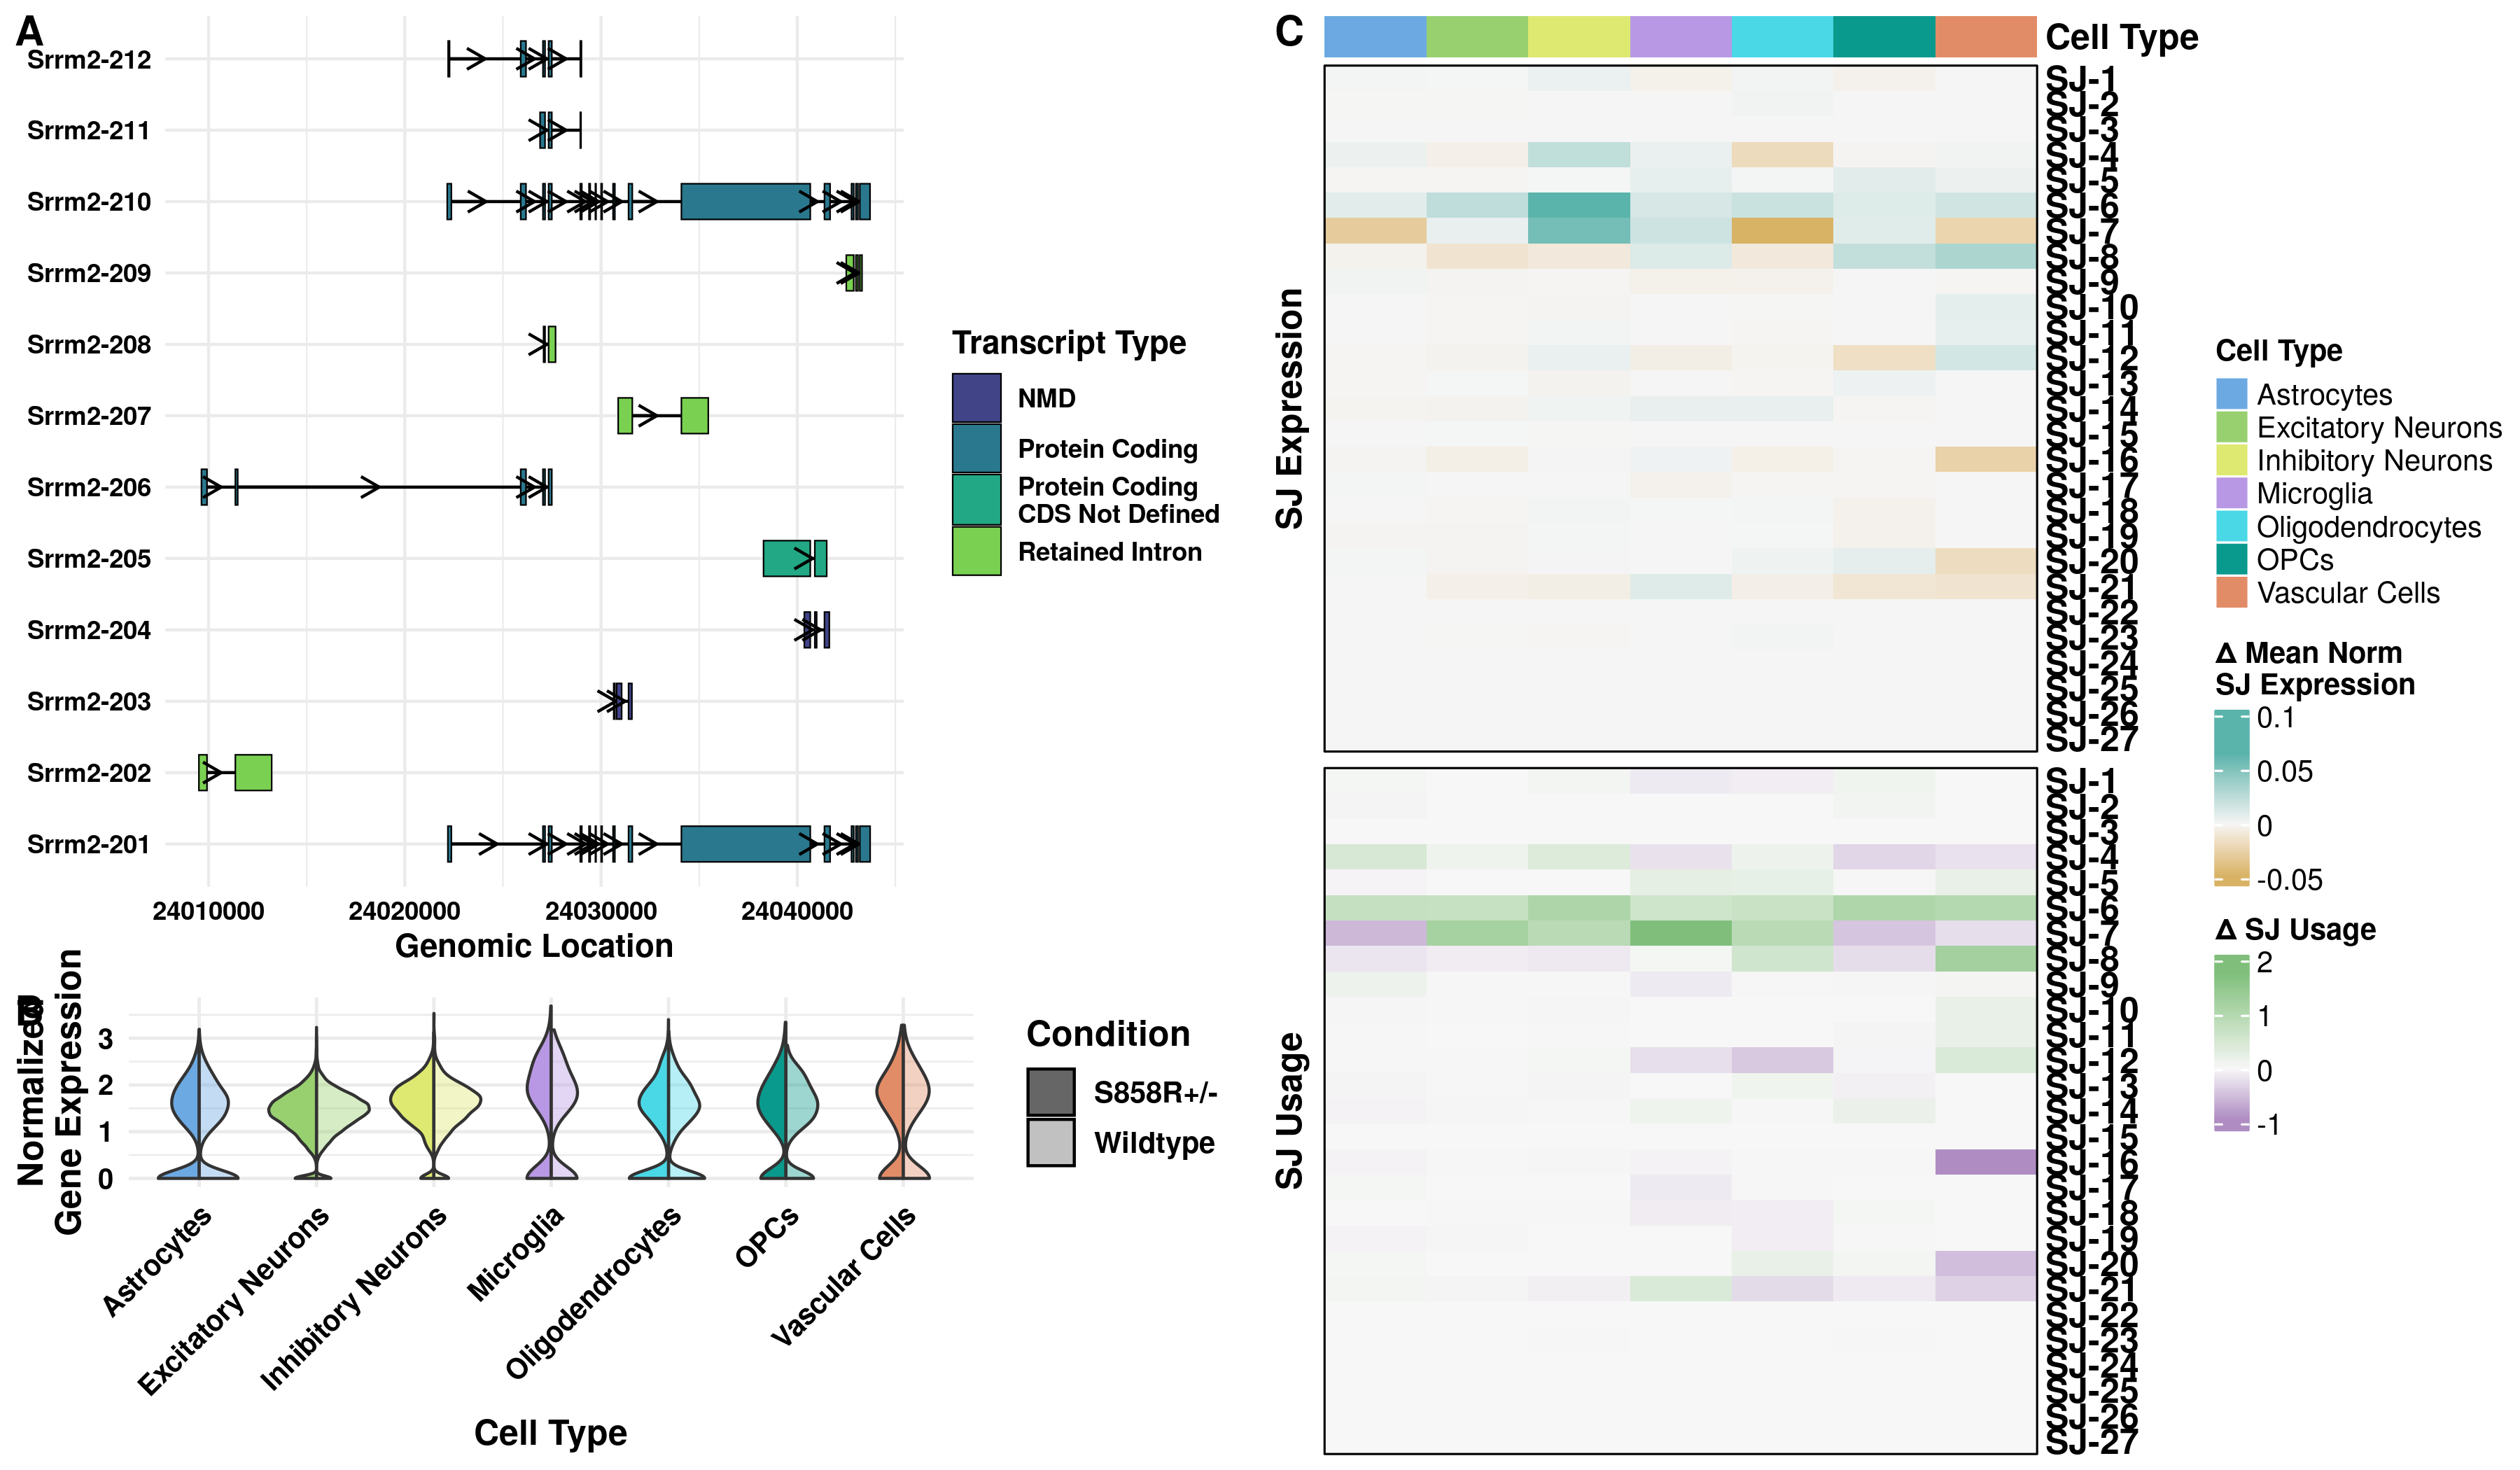 A
Srrm2-212
Srrm2-211
Srrm2-210
Srrm2-209
Srrm2-208
Srrm2-207
Srrm2-206
Srrm2-205
Srrm2-204
Srrm2-203
Srrm2-202
Srrm2-201
24010000 24020000 24030000 24040000
Genomic Location
Transcript Type
NMD
Protein Coding
Protein Coding
CDS Not Defined
Retained Intron
B
Normalized
Gene Expression
3
2
1
0
Astrocytes
Excitatory Neurons
Inhibitory Neurons
Microglia
Oligodendrocytes
OPCs
Vascular Cells
Cell Type
Condition
S858R+/-
Wildtype
C
Cell Type
SJ Expression
SJ-1
SJ-2
SJ-3
SJ-4
SJ-5
SJ-6
SJ-7
SJ-8
SJ-9
SJ-10
SJ-11
SJ-12
SJ-13
SJ-14
SJ-15
SJ-16
SJ-17
SJ-18
SJ-19
SJ-20
SJ-21
SJ-22
SJ-23
SJ-24
SJ-25
SJ-26
SJ-27
SJ Usage
SJ-1
SJ-2
SJ-3
SJ-4
SJ-5
SJ-6
SJ-7
SJ-8
SJ-9
SJ-10
SJ-11
SJ-12
SJ-13
SJ-14
SJ-15
SJ-16
SJ-17
SJ-18
SJ-19
SJ-20
SJ-21
SJ-22
SJ-23
SJ-24
SJ-25
SJ-26
SJ-27
Cell Type
Astrocytes
Excitatory Neurons
Inhibitory Neurons
Microglia
Oligodendrocytes
OPCs
Vascular Cells
Δ Mean Norm
SJ Expression
0.1
0.05
0
-0.05
Δ SJ Usage
2
1
0
-1